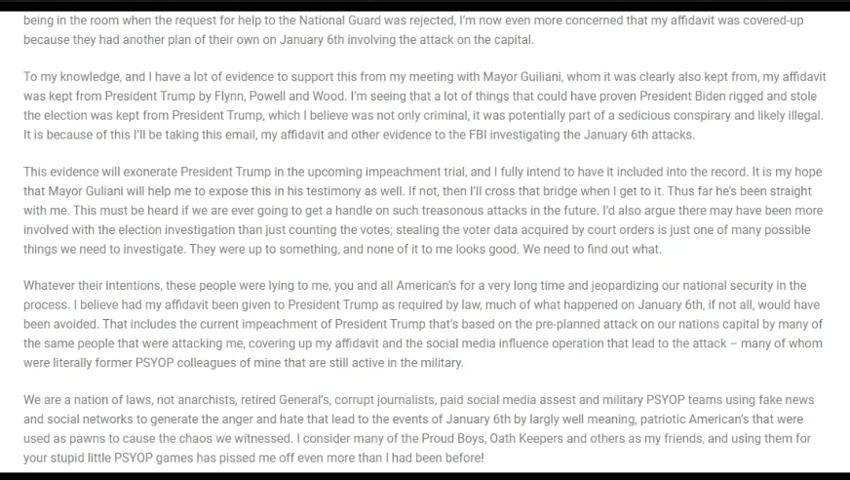 being in the room when the request for help to the National Guard was rejected, I'm now even more concerned that my affidavit was covered-up
because they had another plan of their own on January 6th involving the attack on the capital.
To my knowledge, and I have a lot of evidence to support this from my meeting with Mayor Guiliani, whom it was clearly also kept from, my affidavit
was kept from President Trump by Flynn, Powell and Wood. I'm seeing that a lot of things that could have proven President Biden rigged and stole
the election was kept from President Trump, which I believe was not only criminal, it was potentially part of a sedicious conspirary and likely illegal.
It is because of this I'll be taking this email, my affidavit and other evidence to the FBI investigating the January 6th attacks.
This evidence will exonerate President Trump in the upcoming impeachment trial, and I fully intend to have it included into the record. It is my hope
that Mayor Guliani will help me to expose this in his testimony as well. If not, then I'll cross that bridge when I get to it. Thus far he's been straight
with me. This must be heard if we are ever going to get a handle on such treasonous attacks in the future. I'd also argue there may have been more
involved with the election investigation than just counting the votes; stealing the voter data acquired by court orders is just one of many possible
things we need to investigate. They were up to something, and none of it to me looks good. We need to find out what.
Whatever their intentions, these people were lying to me, you and all American's for a very long time and jeopardizing our national security in the
process. I believe had my affidavit been given to President Trump as required by law, much of what happened on January 6th, if not all, would have
been avoided. That includes the current impeachment of President Trump that's based on the pre-planned attack on our nations capital by many of
the same people that were attacking me, covering up my affidavit and the social media influence operation that lead to the attack – many of whom
were literally former PSYOP colleagues of mine that are still active in the military.
We are a nation of laws, not anarchists, retired General's, corrupt journalists, paid social media assest and military PSYOP teams using fake news
and social networks to generate the anger and hate that lead to the events of January 6th by largely well meaning, patriotic American's that were
used as pawns to cause the chaos we witnessed. I consider many of the Proud Boys, Oath Keepers and others as my friends, and using them for
your stupid little PSYOP games has pissed me off even more than I had been before!